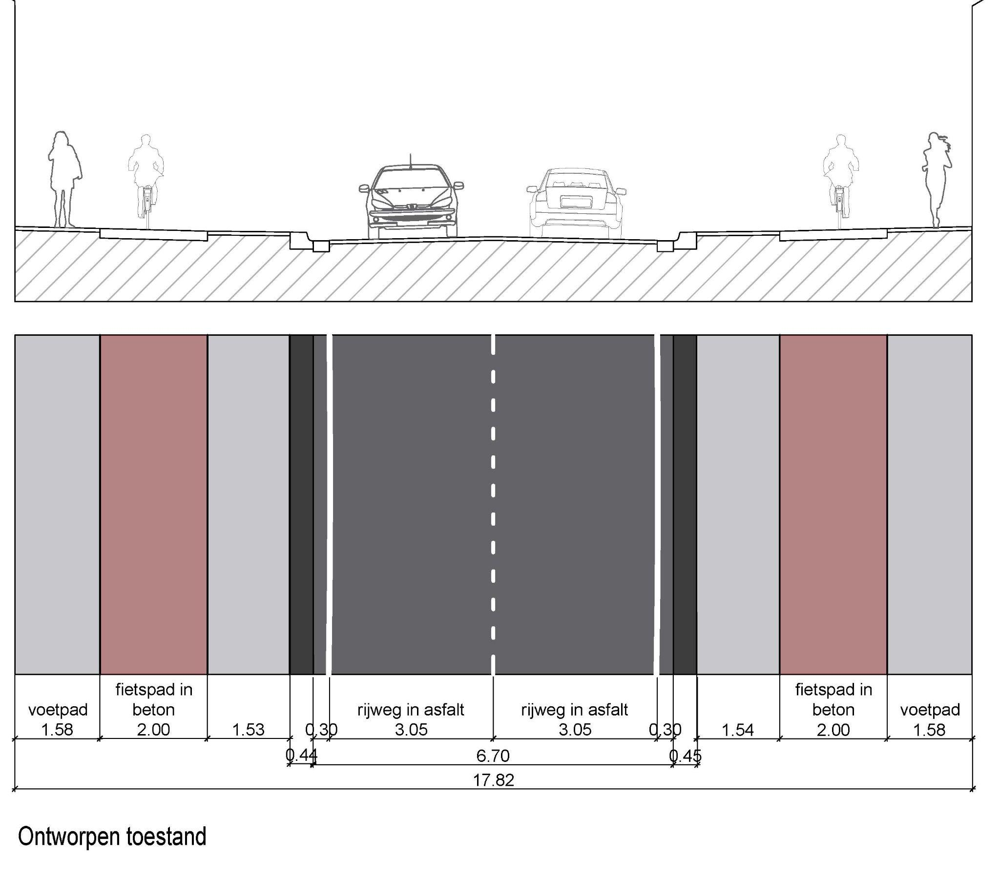 fietspad in
beton
2.00
fietspad in
beton
2.00
voetpad
1.58
1.53
0.30
rijweg in asfalt
3.05
rijweg in asfalt
3.05
0.30
1.54
voetpad
1.58
0.44
6.70
0.45
17.82
Ontworpen toestand